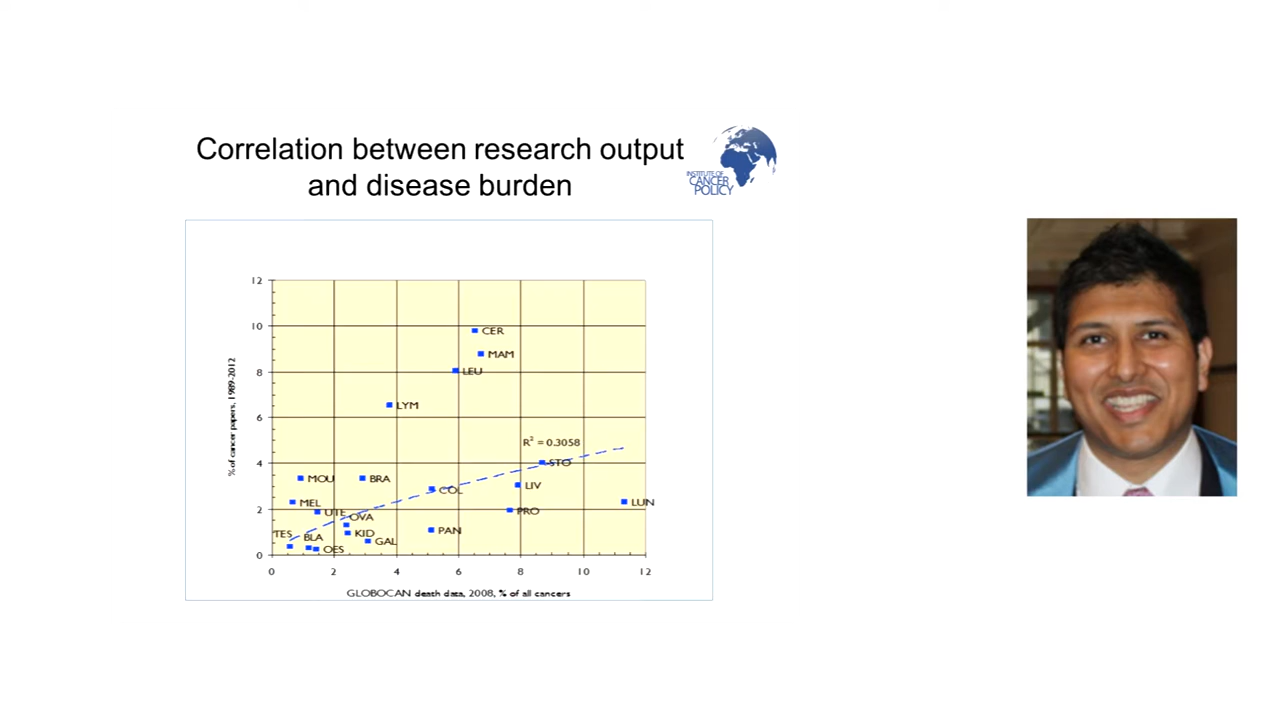 Correlation between research output
and disease burden
INSTITUTE OF
CANCER
POLICY
12
10
8
6
4
2
0
% of cancer papers, 1989-2012
CER
MAM
LEU
LYM
R² = 0.3058
STO
MOU
BRA
COL
LIV
MEL
UTE
OVA
LUN
PRO
TES
BLA
KID
PAN
GAL
OES
0 2 4 6 8 10 12
GLOBOCAN death data, 2008, % of all cancers